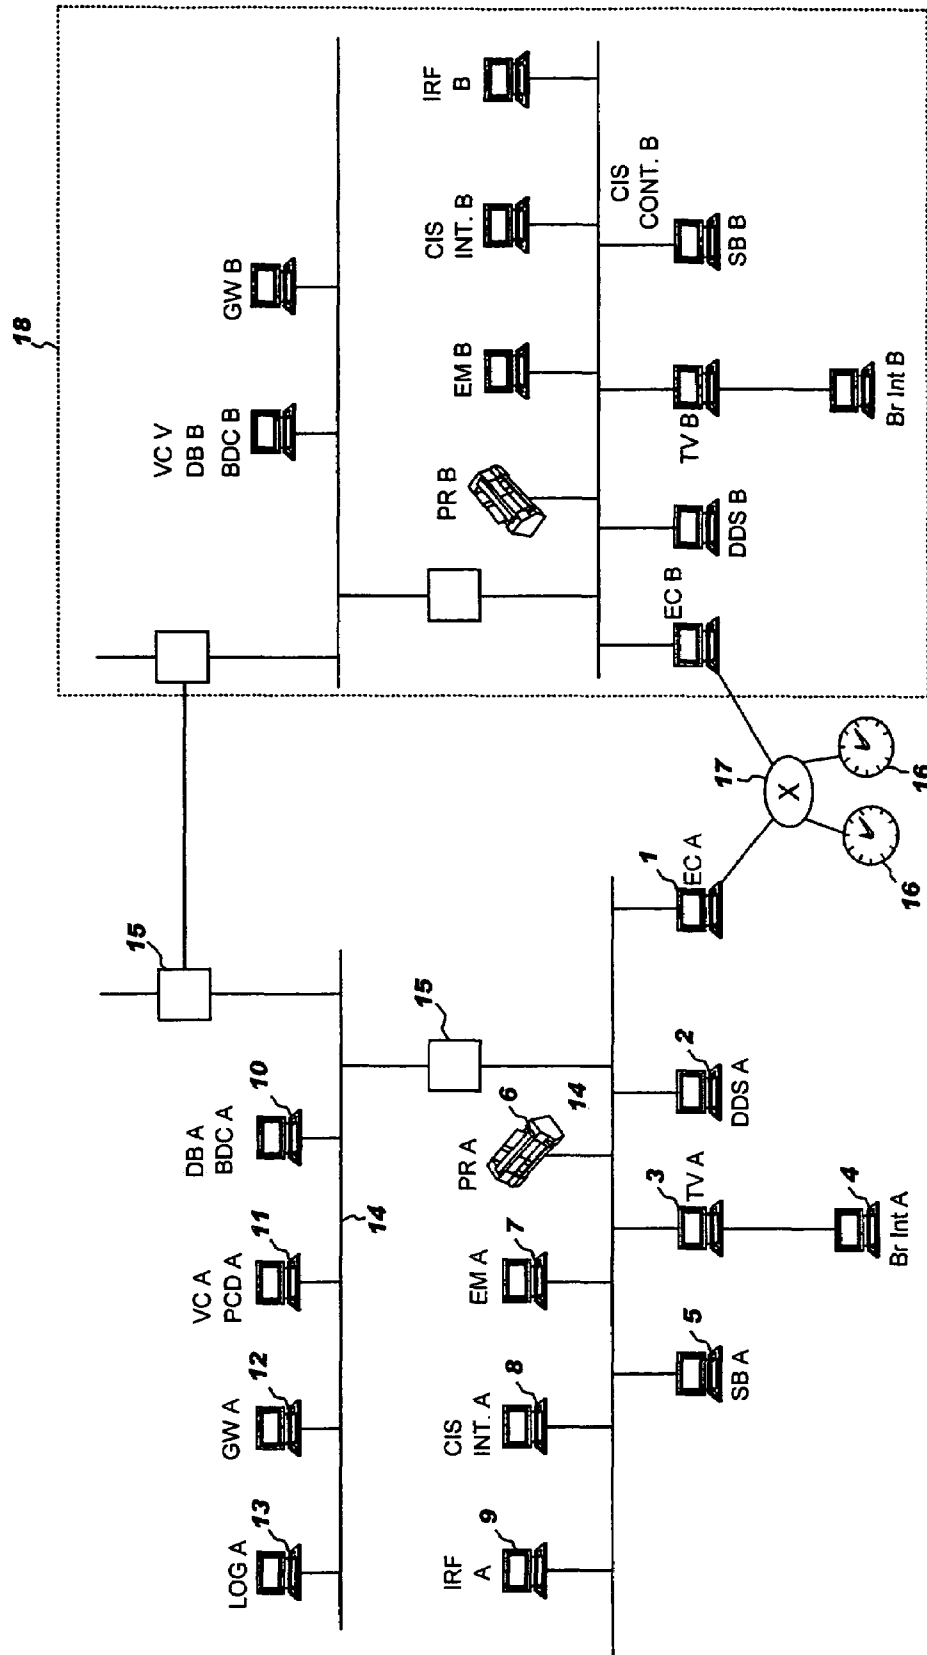 18
15
LOG A
13
GW A
12
VC A
PCD A
11
DB A
BDC A
10
14
15
VC V
DB B
BDC B
GW B
IRF
A
9
CIS
INT. A
8
EM A
7
PR A
6
14
PR B
EM B
CIS
INT. B
IRF
B
CIS
CONT. B
SB A
5
TV A
3
DDS A
2
EC A
1
17
X
EC B
DDS B
TV B
SB B
Br Int A
4
16
16
Br Int B